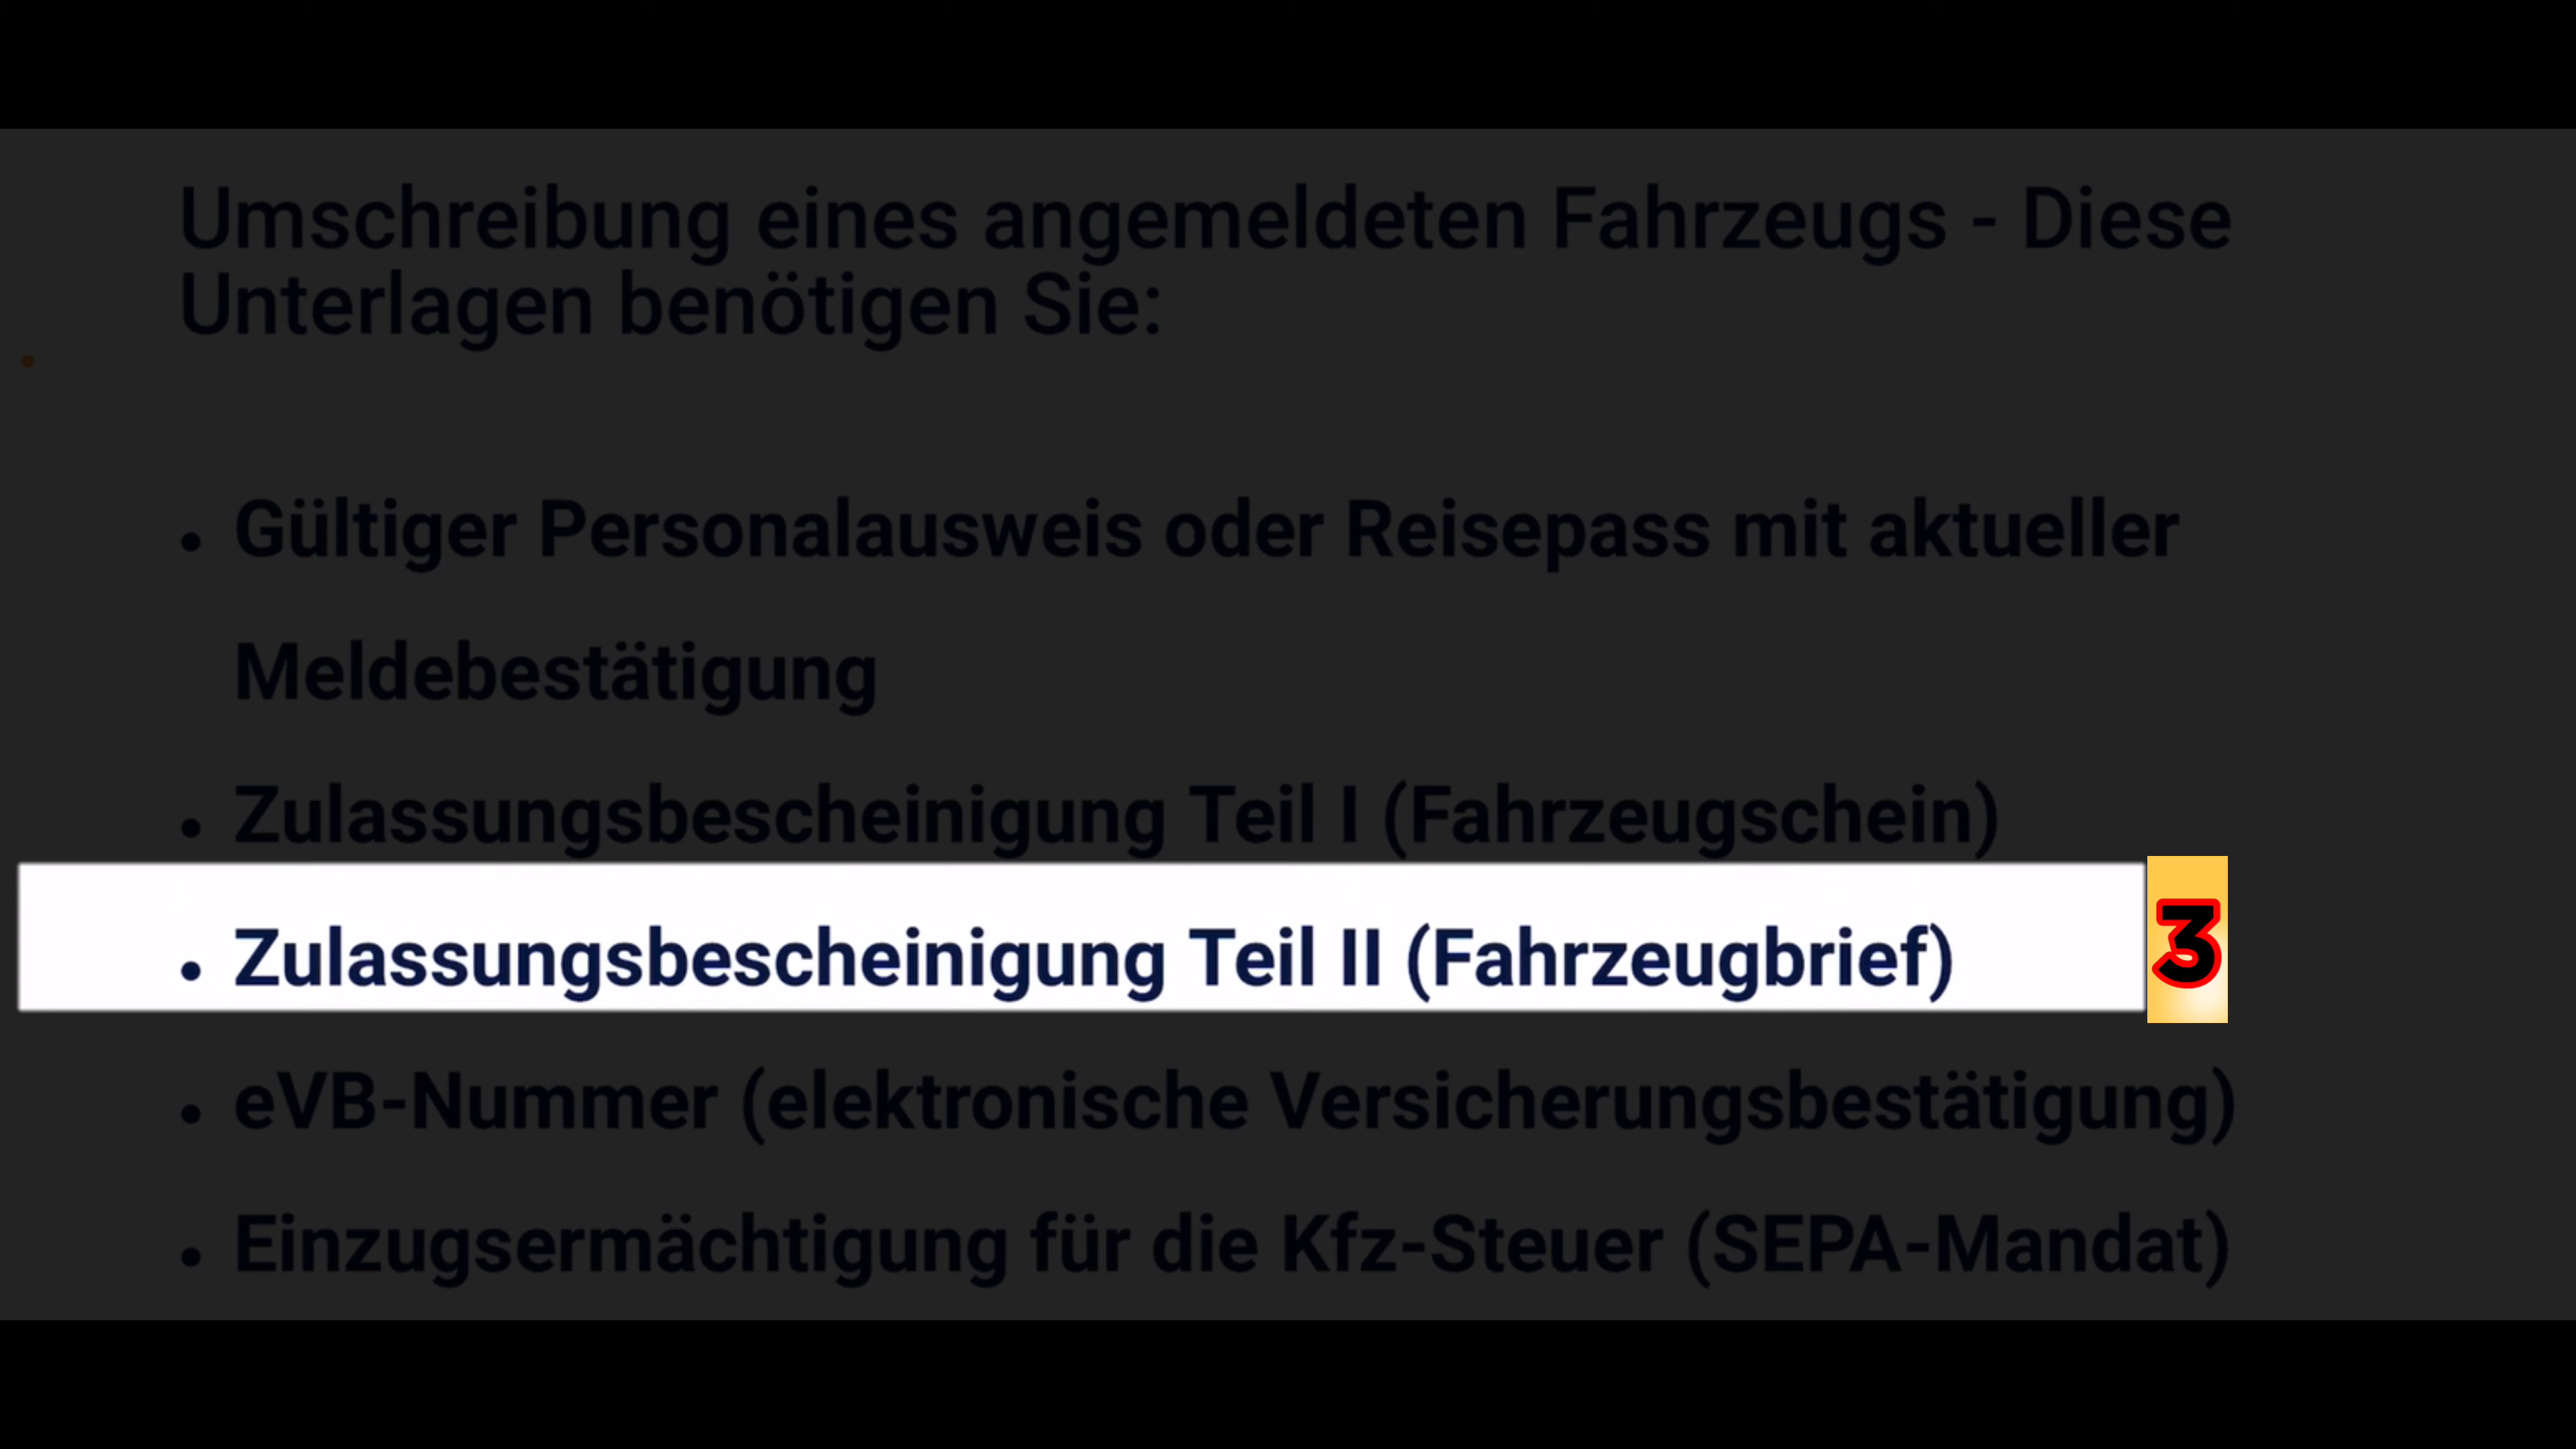 Umschreibung eines angemeldeten Fahrzeugs - Diese
Unterlagen benötigen Sie:
• Gültiger Personalausweis oder Reisepass mit aktueller
Meldebestätigung
• Zulassungsbescheinigung Teil I (Fahrzeugschein)
• Zulassungsbescheinigung Teil II (Fahrzeugbrief)
3
• eVB-Nummer (elektronische Versicherungsbestätigung)
• Einzugsermächtigung für die Kfz-Steuer (SEPA-Mandat)